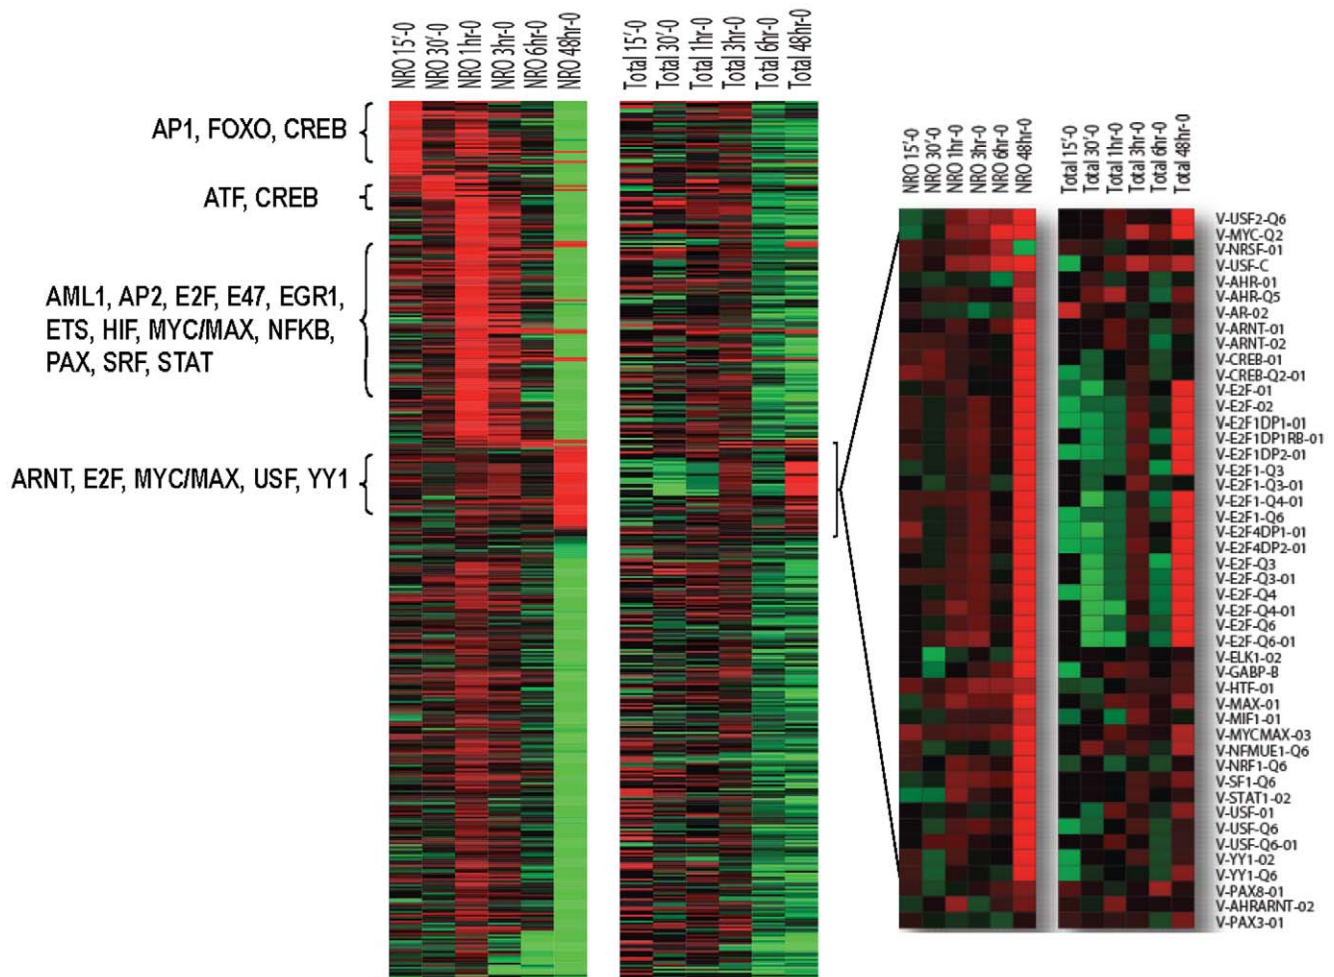 NRO 15'-0
NRO 30'-0
NRO 1hr-0
NRO 3hr-0
NRO 6hr-0
NRO 48hr-0
Total 15'-0
Total 30'-0
Total 1hr-0
Total 3hr-0
Total 6hr-0
Total 48hr-0
AP1, FOXO, CREB
ATF, CREB
AML1, AP2, E2F, E47, EGR1,
ETS, HIF, MYC/MAX, NFKB,
PAX, SRF, STAT
ARNT, E2F, MYC/MAX, USF, YY1
NRO 15'-0
NRO 30'-0
NRO 1hr-0
NRO 3hr-0
NRO 6hr-0
NRO 48hr-0
Total 15'-0
Total 30'-0
Total 1hr-0
Total 3hr-0
Total 6hr-0
Total 48hr-0
V-USF2-Q6
V-MYC-Q2
V-NRSF-01
V-USF-C
V-AHR-01
V-AHR-Q5
V-AR-02
V-ARNT-01
V-ARNT-02
V-CREB-01
V-CREB-Q2-01
V-E2F-01
V-E2F-02
V-E2F1DP1-01
V-E2F1DP1RB-01
V-E2F1DP2-01
V-E2F1-Q3
V-E2F1-Q3-01
V-E2F1-Q4-01
V-E2F1-Q6
V-E2F4DP1-01
V-E2F4DP2-01
V-E2F-Q3
V-E2F-Q3-01
V-E2F-Q4
V-E2F-Q4-01
V-E2F-Q6
V-E2F-Q6-01
V-ELK1-02
V-GABP-B
V-HTF-01
V-MAX-01
V-MIF1-01
V-MYCMAX-03
V-NFMUE1-Q6
V-NRF1-Q6
V-SF1-Q6
V-STAT1-02
V-USF-01
V-USF-Q6
V-USF-Q6-01
V-YY1-02
V-YY1-Q6
V-PAX8-01
V-AHRARNT-02
V-PAX3-01